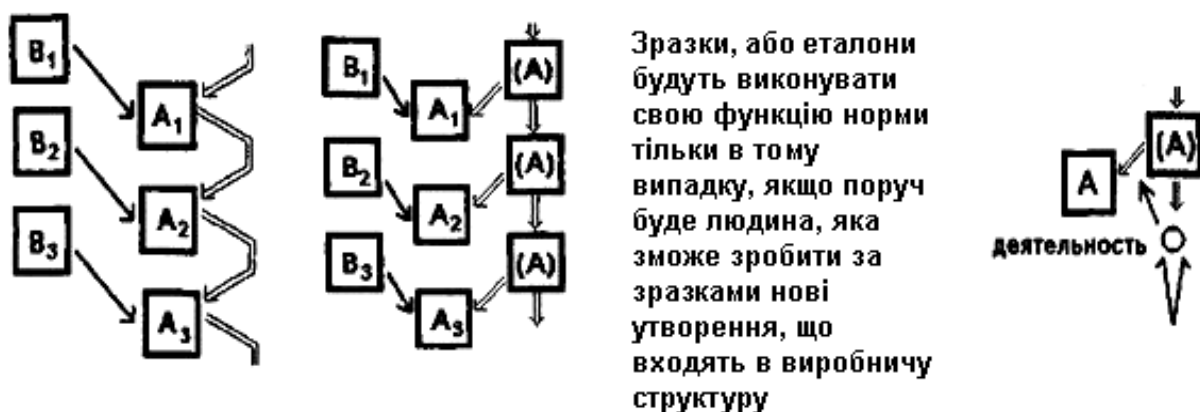 B1
A1
B2
A2
B3
A3
B1
(A)
A1
B2
(A)
A2
B3
(A)
A3
Зразки, або еталони
будуть виконувати
свою функцію норми
тільки в тому
випадку, якщо поруч
буде людина, яка
зможе зробити за
зразками нові
утворення, що
входять в виробничу
структуру
(A)
A
деятельность